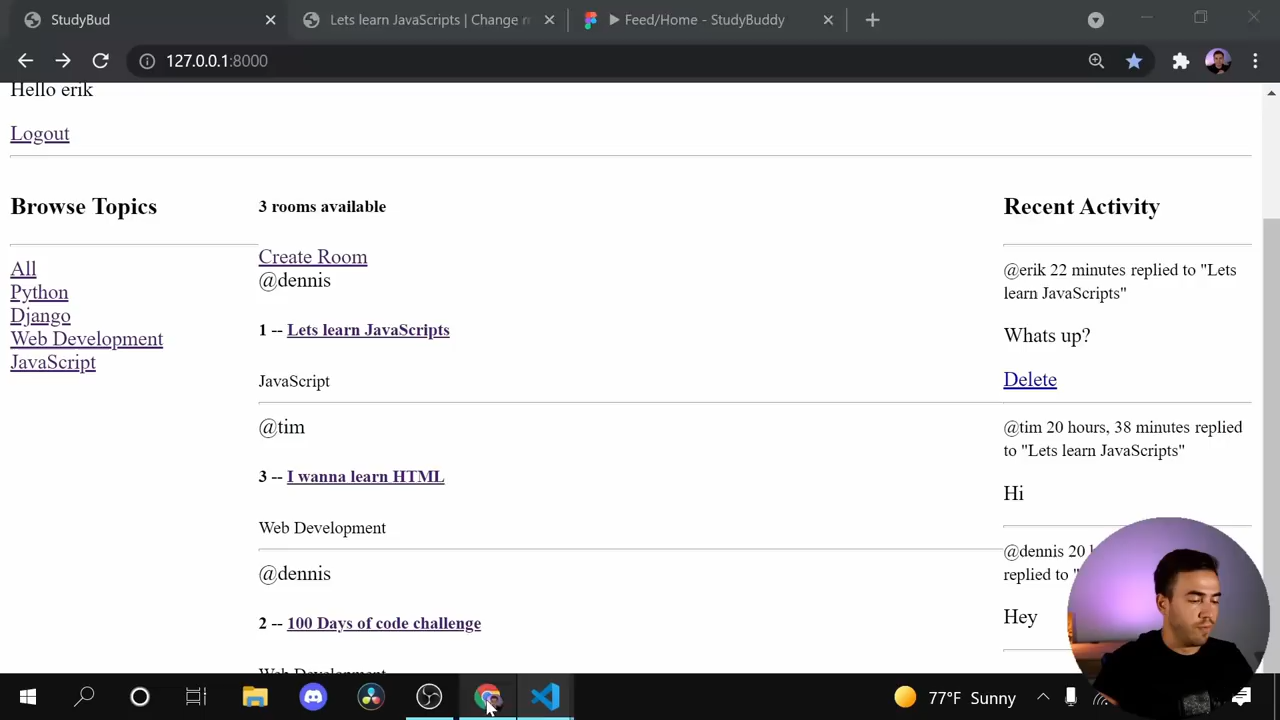 StudyBud
Lets learn JavaScripts | Change m
Feed/Home - StudyBuddy
127.0.0.1:8000
Hello erik
Logout
Browse Topics
All
Python
Django
Web Development
JavaScript
3 rooms available
Create Room
@dennis
1 -- Lets learn JavaScripts
JavaScript
@tim
3 -- I wanna learn HTML
Web Development
@dennis
2 -- 100 Days of code challenge
Web Development
Recent Activity
@erik 22 minutes replied to "Lets
learn JavaScripts"
Whats up?
Delete
@tim 20 hours, 38 minutes replied
to "Lets learn JavaScripts"
Hi
@dennis 20
replied to "
Hey
77°F Sunny